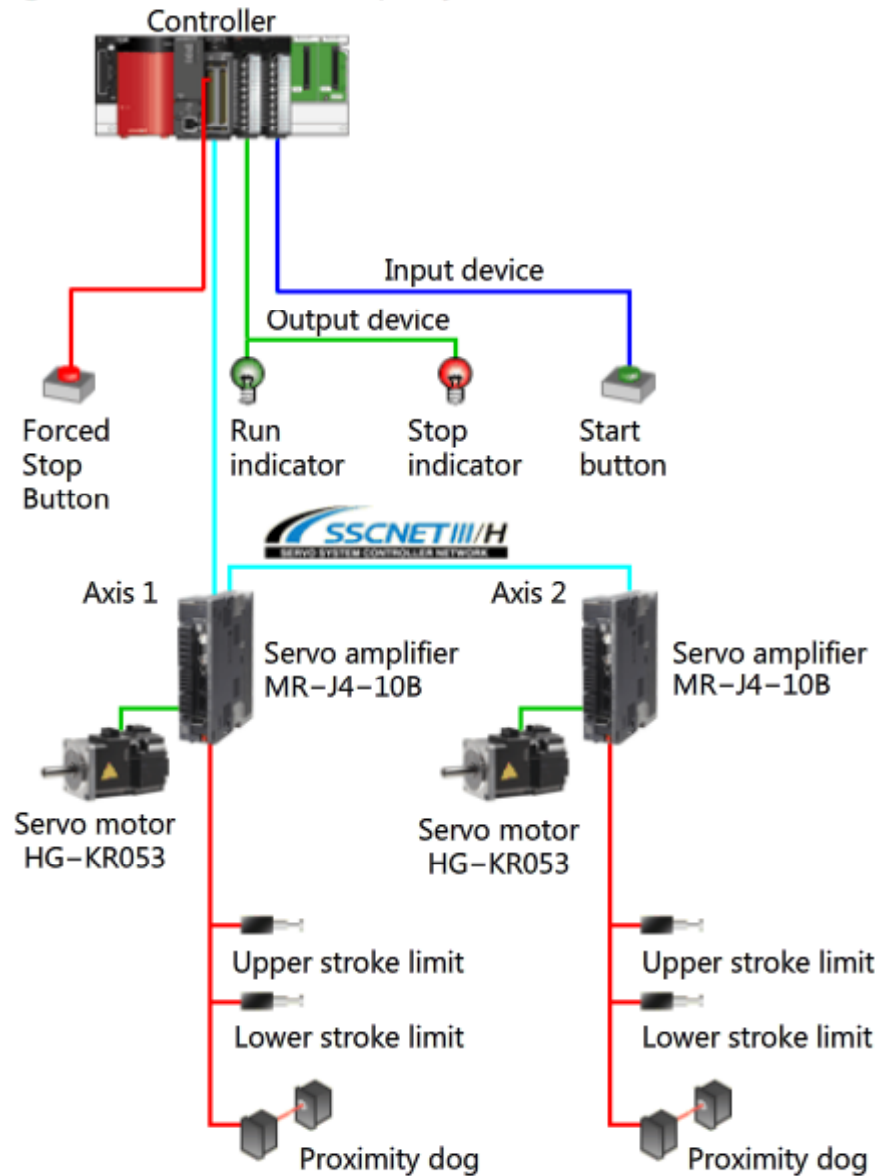 Controller
Input device
Output device
Forced
Stop
Button
Run
indicator
Stop
indicator
Start
button
SSCNETIII/H
SERVO SYSTEM CONTROLLER NETWORK
Axis 1
Axis 2
Servo amplifier
MR-J4-10B
Servo amplifier
MR-J4-10B
Servo motor
HG-KR053
Servo motor
HG-KR053
Upper stroke limit
Upper stroke limit
Lower stroke limit
Lower stroke limit
Proximity dog
Proximity dog